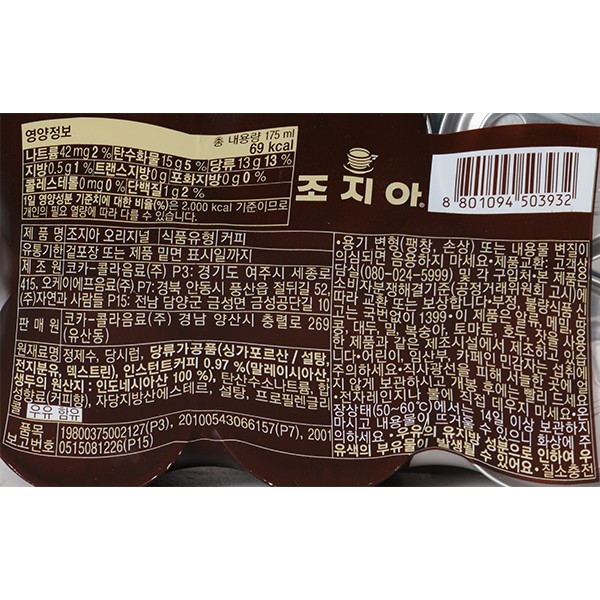 영양정보
총 내용량 175 ml
69 kcal
나트륨 42 mg 2 % 탄수화물 15 g 5 % 당류 13 g 13 %
지방 0.5 g 1 % 트랜스지방 0 g 포화지방 0 g 0 %
콜레스테롤 0 mg 0 % 단백질 1 g 2 %
1일 영양성분 기준치에 대한 비율(%)은 2,000 kcal 기준이므로
개인의 필요 열량에 따라 다를 수 있습니다.
조지아
8 801094 503932
제 품 명 조지아 오리지널 식품유형 커피
유통기한 겉포장 또는 제품 밑면 표시일까지
제 조 원 코카-콜라음료(주) P3: 경기도 여주시 세종로
415, 오케이에프음료(주) P7: 경북 안동시 풍산읍 절뒤길 52,
(주)자연과 사람들 P15: 전남 담양군 금성면 금성공단길 10
판 매 원 코카-콜라음료(주) 경남 양산시 충렬로 269
(유산동)
원재료명 정제수, 당시럽, 당류가공품(싱가포르산 / 설탕
전지분유, 덱스트린), 인스턴트커피 0.97 % (말레이시아산
생두의 원산지 : 인도네시아산 100 %), 탄산수소나트륨, 합
성향료(커피향), 자당지방산에스테르, 설탕, 프로필렌글리
우유 함유
품목 19800375002127(P3), 20100543066157(P7), 2001
보고번호 0515081226(P15)
•용기 변형(팽창, 손상) 또는 내용물 변질이
의심되면 음용하지 마세요.•제품교환: 고객상
담실(080-024-5999) 및 각 구입처•본 제품은
소비자분쟁해결기준(공정거래위원회 고시)에
따라 교환 또는 보상합니다•부정, 불량식품 신
고는 국번없이 1399•이 제품은 알류, 메밀, 땅
콩, 대두, 밀, 복숭아, 토마토, 호두, 잣을 사용
한 제품과 같은 제조시설에서 제조하고 있습
니다•어린이, 임산부, 카페인 민감자는 섭취에
주의하세요.•직사광선을 피해 서늘한 곳에
지 않게 보관하시고 개봉 후에는 빨리 드세
요•전자레인지나 불에 직접 데우지 마세요•온
장상태(50~60℃)에서는 14일 이상 보관하지
마시고 내용물이 뜨거울 수 있으니 화상에 주
의하세요.•우유의 유지방 성분으로 인하여 우
유색의 부유물이 발생될 수 있어요.•질소충전